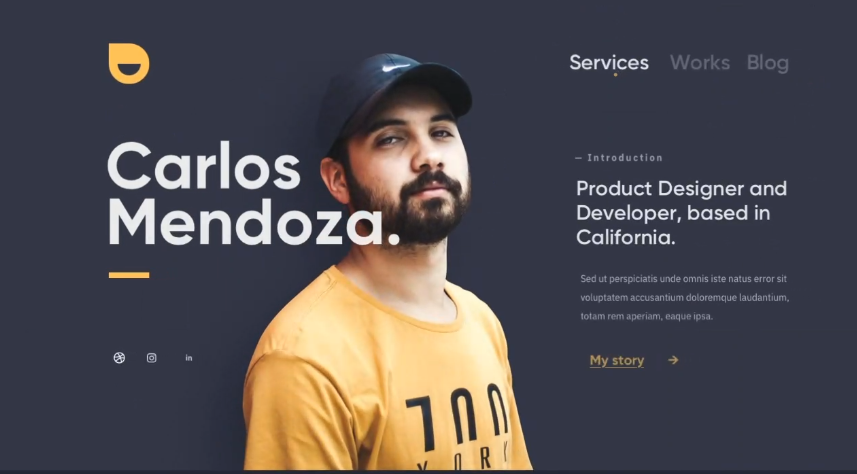 Services Works Blog
Carlos
Mendoza.
— Introduction
Product Designer and
Developer, based in
California.
Sed ut perspiciatis unde omnis iste natus error sit
voluptatem accusantium doloremque laudantium,
totam rem aperiam, eaque ipsa.
My story →
in
YORK